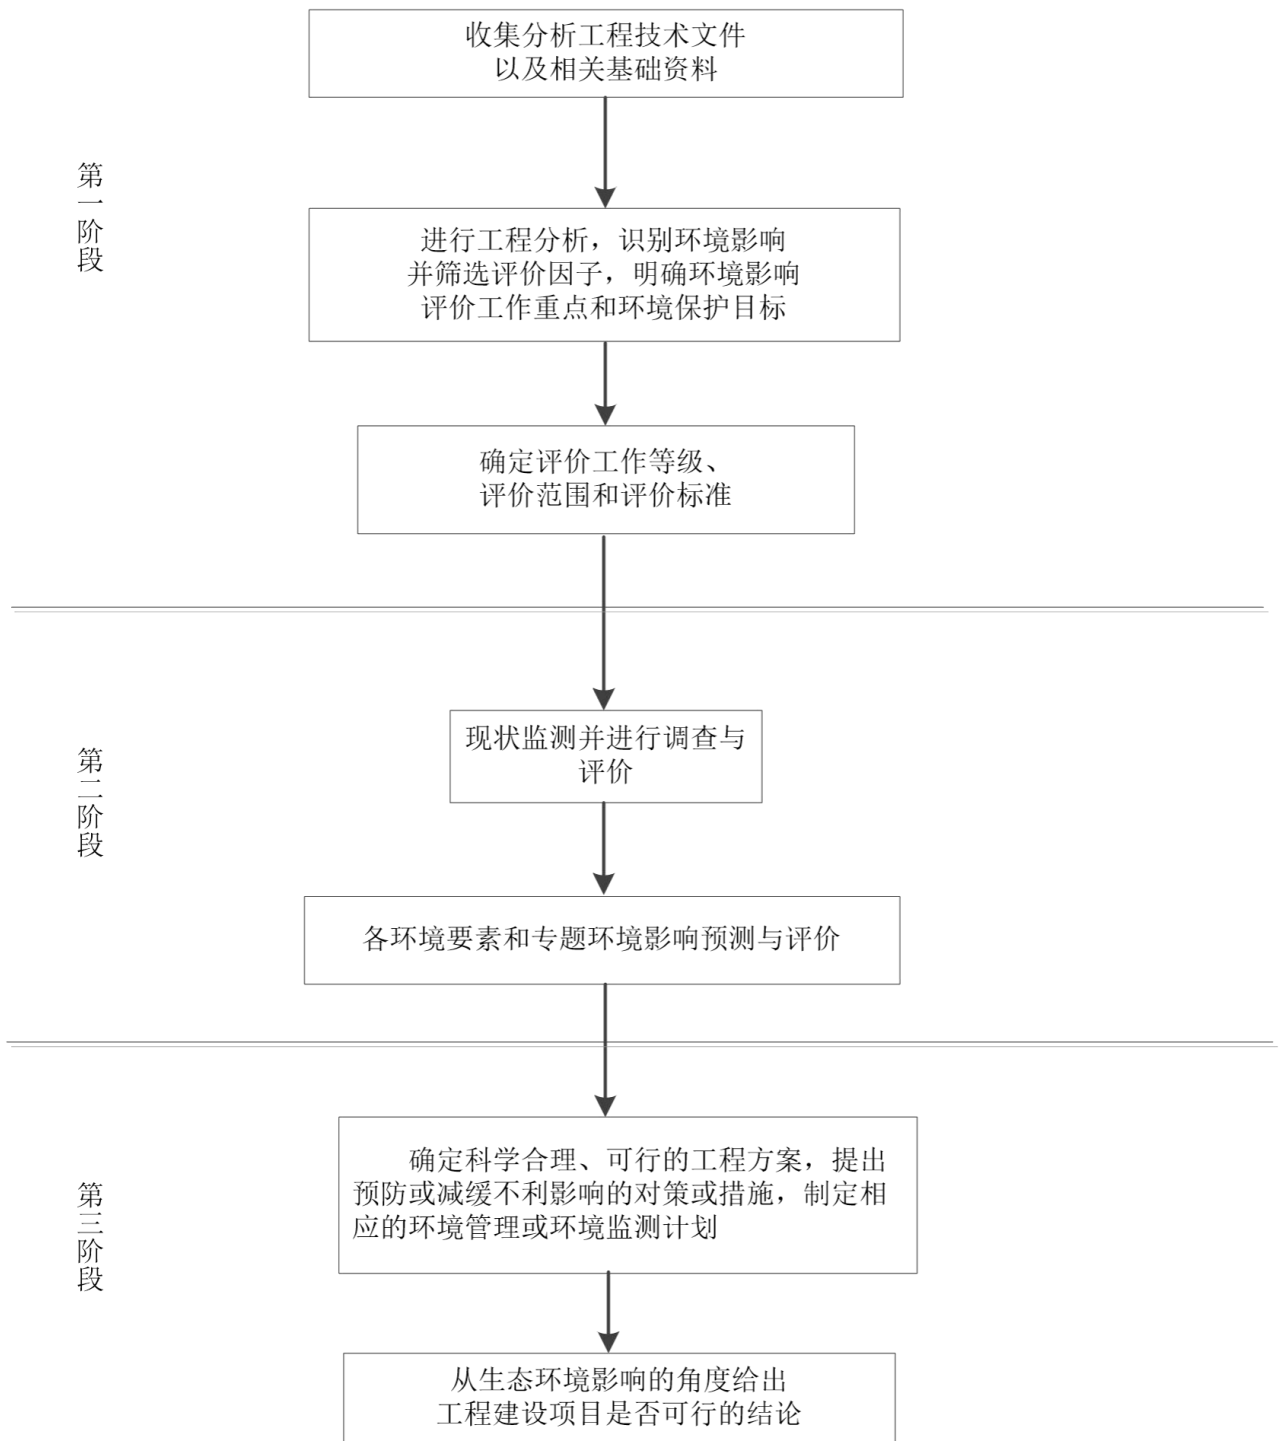 收集分析工程技术文件
以及相关基础资料
第一阶段
进行工程分析，识别环境影响
并筛选评价因子，明确环境影响
评价工作重点和环境保护目标
确定评价工作等级、
评价范围和评价标准
第二阶段
现状监测并进行调查与
评价
各环境要素和专题环境影响预测与评价
第三阶段
确定科学合理、可行的工程方案，提出
预防或减缓不利影响的对策或措施，制定相
应的环境管理或环境监测计划
从生态环境影响的角度给出
工程建设项目是否可行的结论